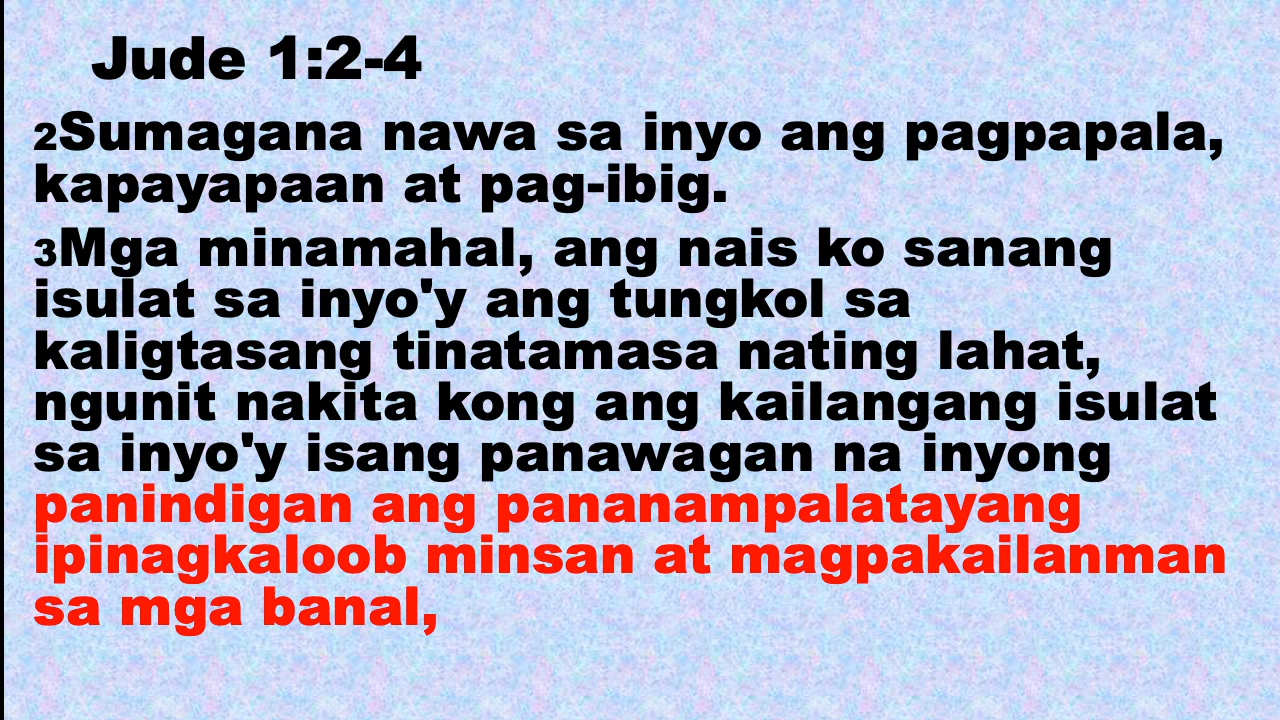 Jude 1:2-4
2Sumagana nawa sa inyo ang pagpapala,
kapayapaan at pag-ibig.
3Mga minamahal, ang nais ko sanang
isulat sa inyo'y ang tungkol sa
kaligtasang tinatamasa nating lahat,
ngunit nakita kong ang kailangang isulat
sa inyo'y isang panawagan na inyong
panindigan ang pananampalatayang
ipinagkaloob minsan at magpakailanman
sa mga banal,